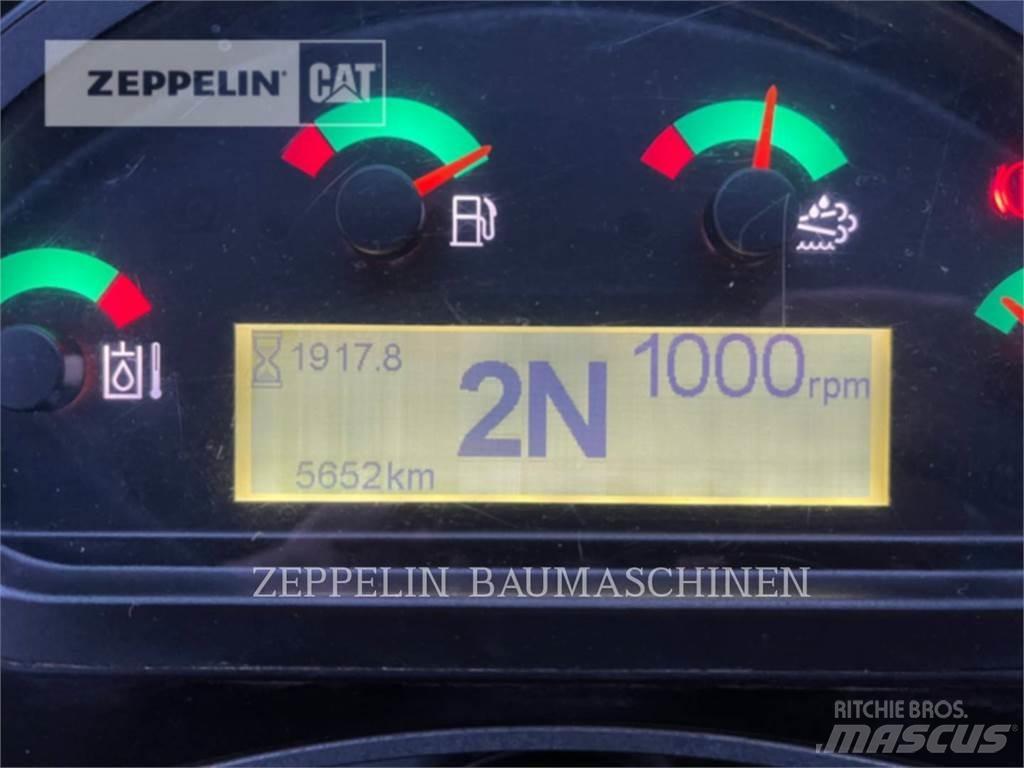 ZEPPELIN CAT
1917.8
2N
1000rpm
5652km
ZEPPELIN BAUMASCHINEN
RITCHIE BROS.
MASCUS